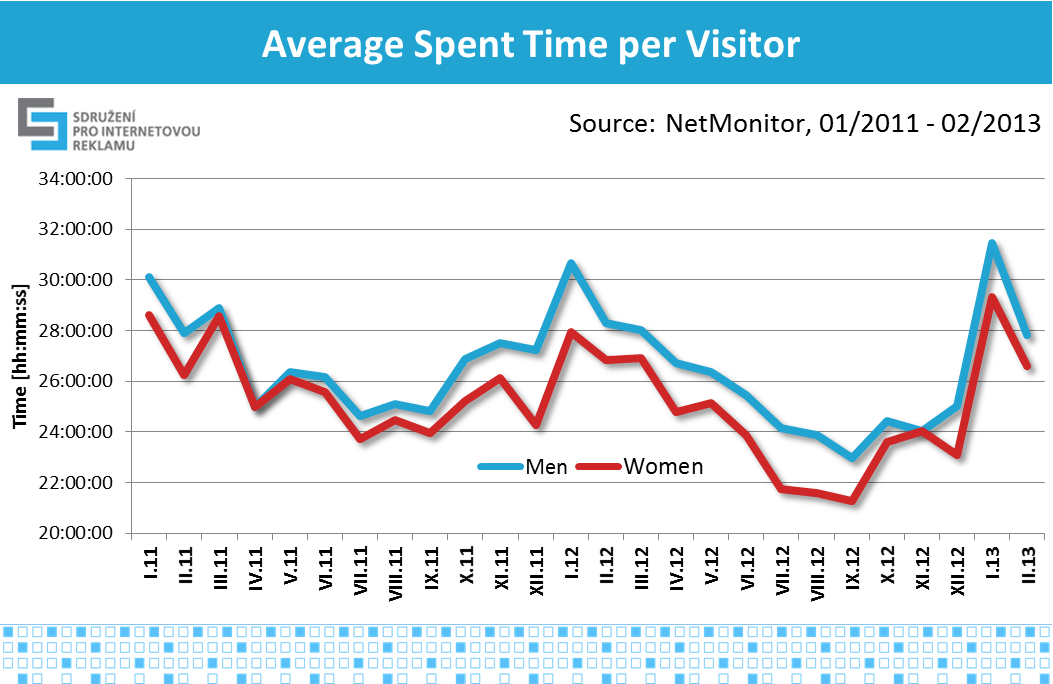 Average Spent Time per Visitor
SDRUŽENÍ
PRO INTERNETOVOU
REKLAMU
Source: NetMonitor, 01/2011 - 02/2013
Time [hh:mm:ss]
34:00:00
32:00:00
30:00:00
28:00:00
26:00:00
24:00:00
22:00:00
20:00:00
Men
Women
I.11
II.11
III.11
IV.11
V.11
VI.11
VII.11
VIII.11
IX.11
X.11
XI.11
XII.11
I.12
II.12
III.12
IV.12
V.12
VI.12
VII.12
VIII.12
IX.12
X.12
XI.12
XII.12
I.13
II.13